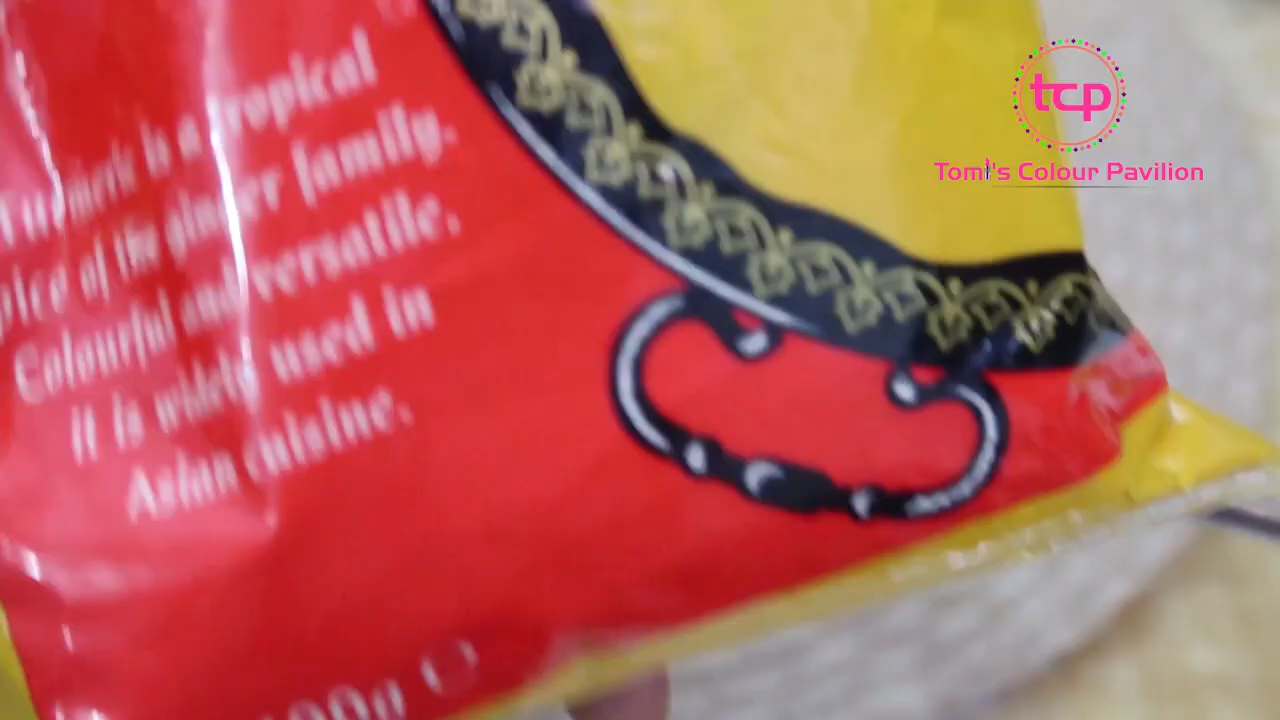 Turmeric is a tropical
spice of the ginger family.
Colourful and versatile.
it is widely used in
Asian cuisine.
tcp
Tomi's Colour Pavilion